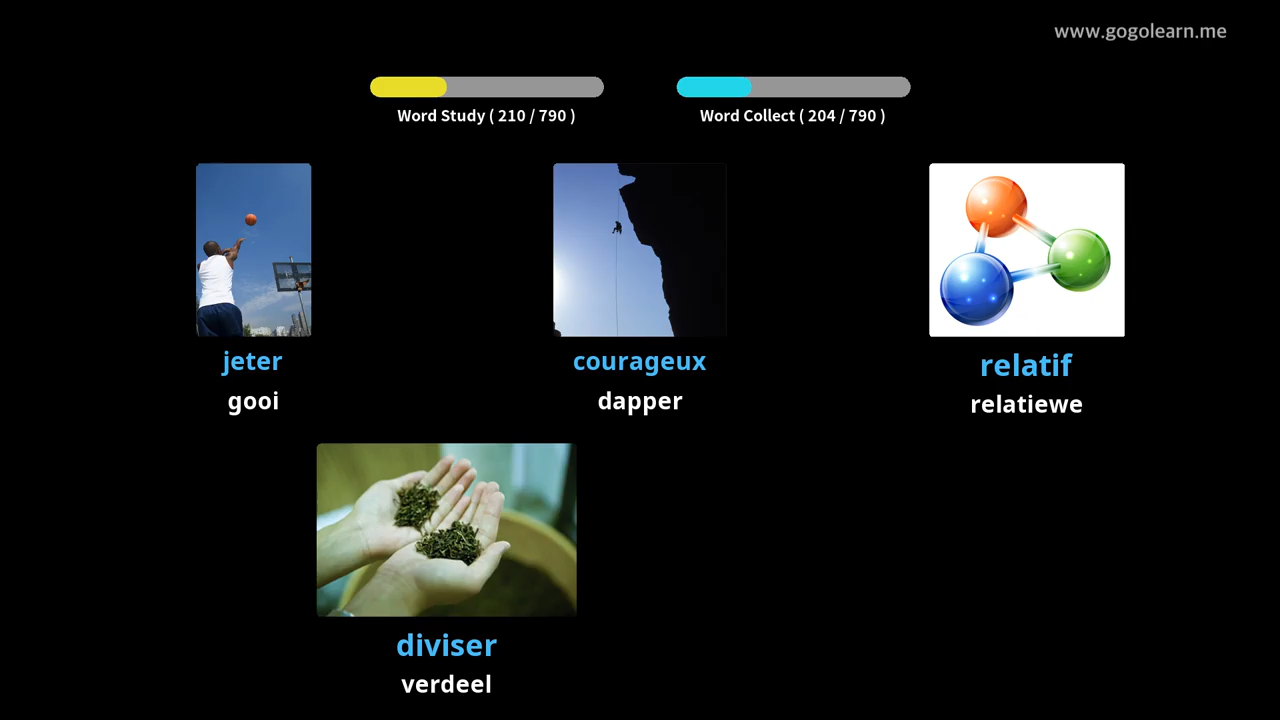 www.gogolearn.me
Word Study ( 210 / 790 )
Word Collect ( 204 / 790 )
jeter
gooi
courageux
dapper
relatif
relatiewe
diviser
verdeel